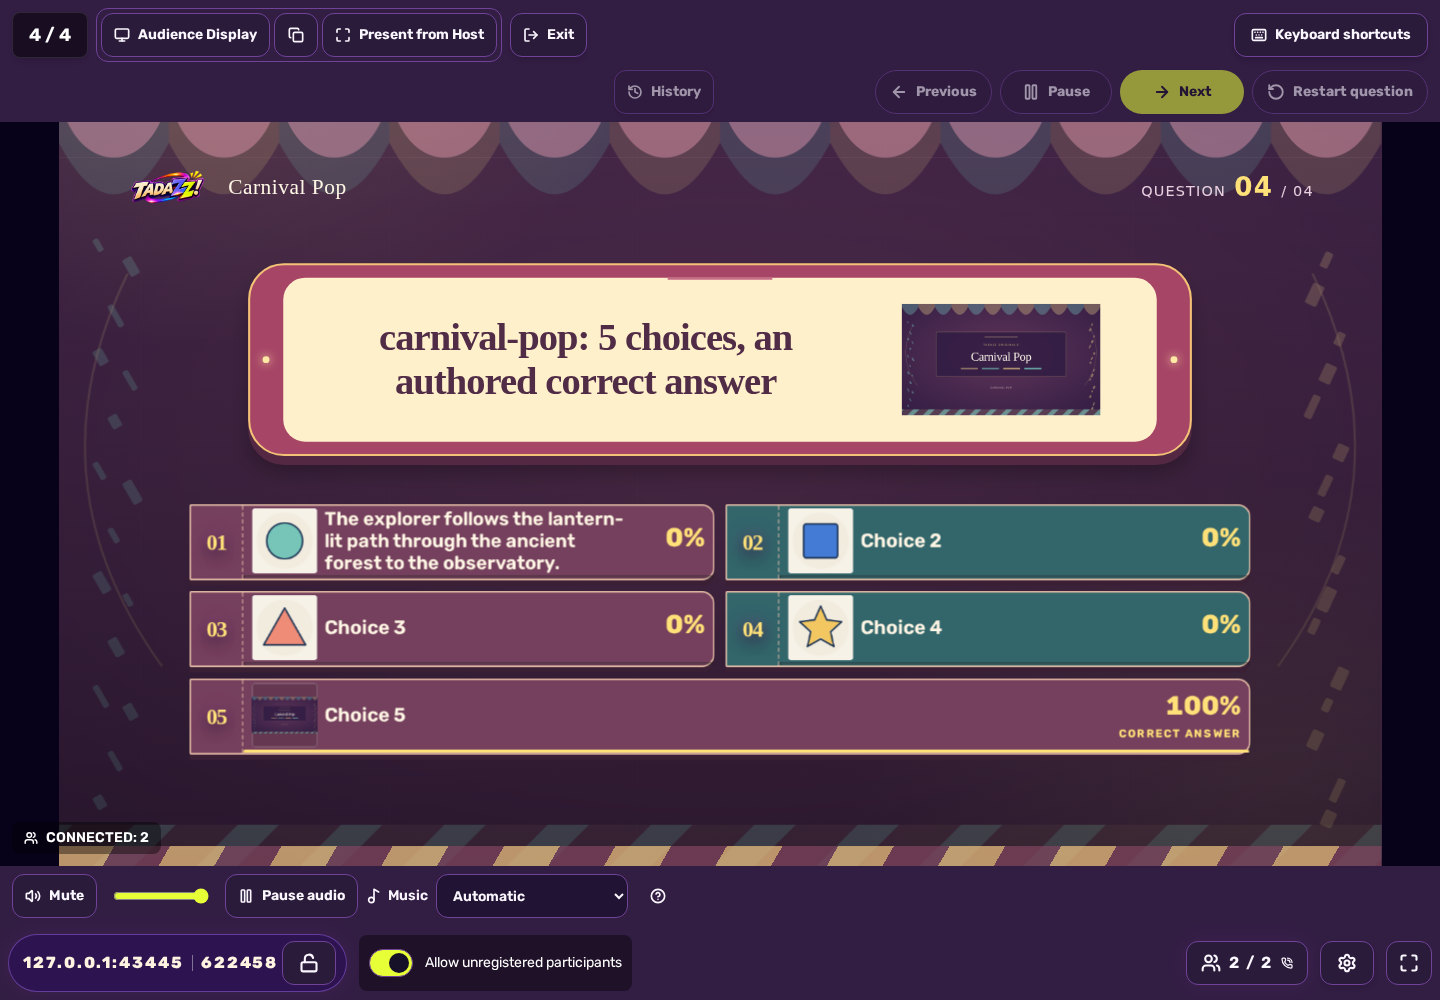 4 / 4
Audience Display
Present from Host
Exit
Keyboard shortcuts
History
Previous
Pause
Next
Restart question
TADAZZ!
Carnival Pop
QUESTION 04 / 04
carnival-pop: 5 choices, an
authored correct answer
Carnival Pop
01
The explorer follows the lantern-
lit path through the ancient
forest to the observatory.
0%
02
Choice 2
0%
03
Choice 3
0%
04
Choice 4
0%
05
Choice 5
100%
CORRECT ANSWER
CONNECTED: 2
Mute
Pause audio
Music
Automatic
127.0.0.1:43445 | 622458
Allow unregistered participants
2 / 2